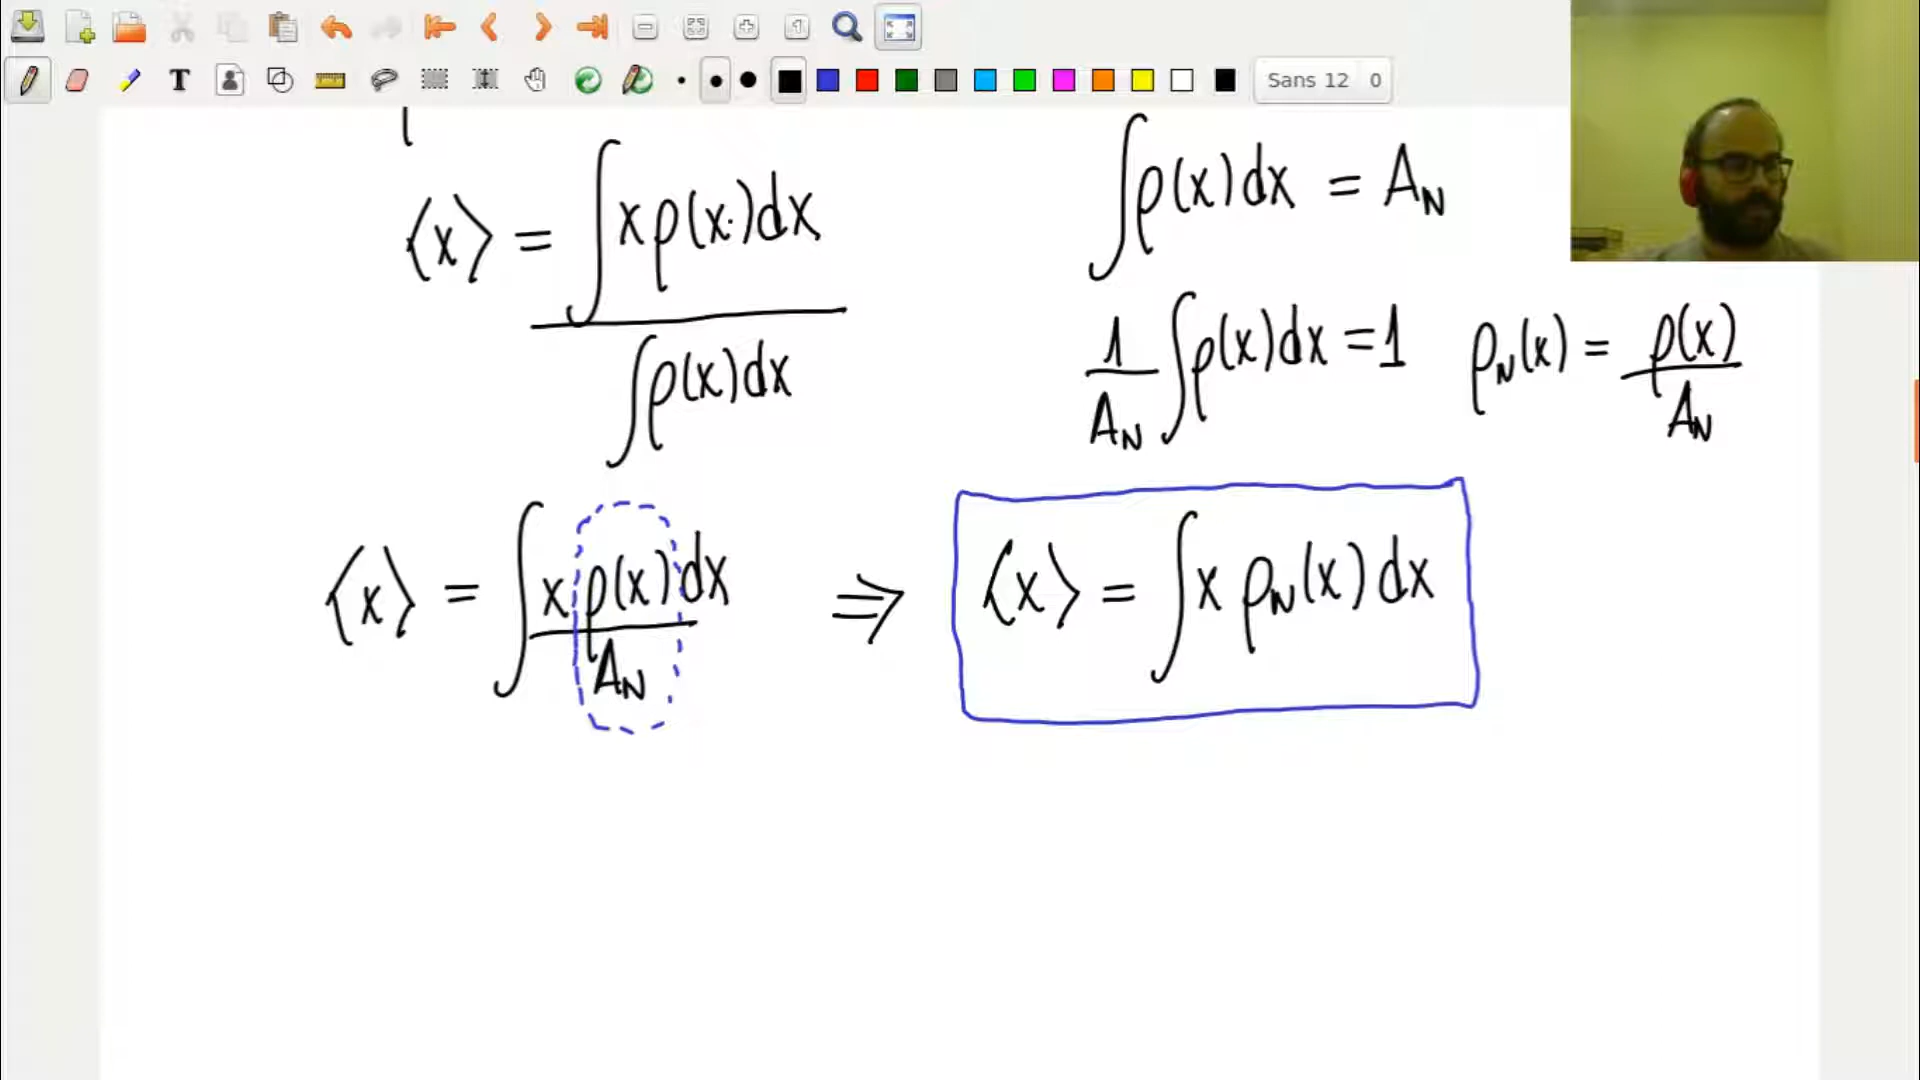 Sans 12 0
⟨x⟩ = ∫xρ(x.)dx
∫ρ(x)dx
∫ρ(x)dx = A_N
1/A_N ∫ρ(x)dx = 1   ρ_N(x) = ρ(x)/A_N
⟨x⟩ = ∫ x ρ(x)/A_N dx ⇒ ⟨x⟩ = ∫ x ρ_N(x) dx